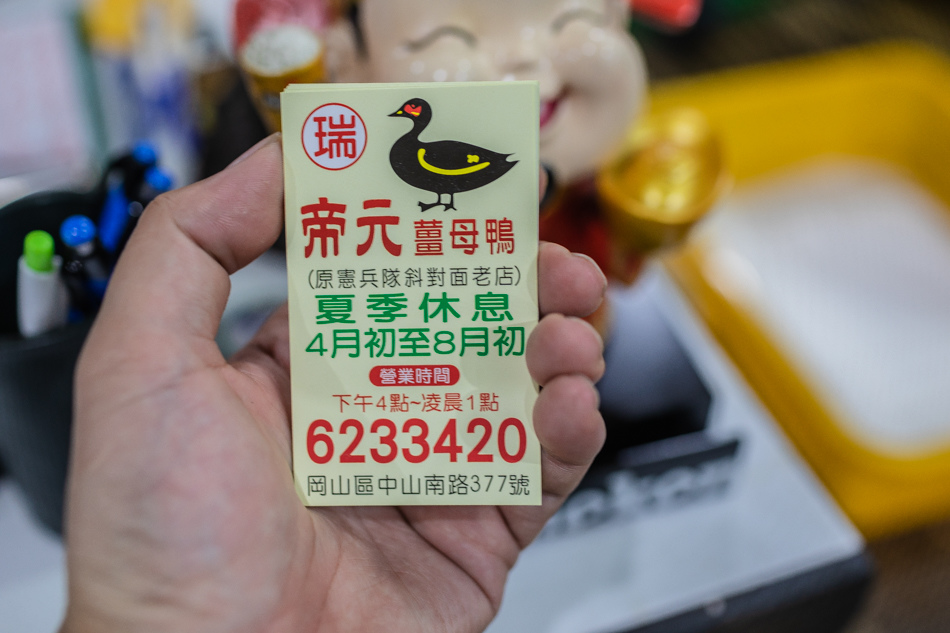 瑞
帝元 薑母鴨
(原憲兵隊斜對面老店)
夏季休息
4月初至8月初
營業時間
下午4點~凌晨1點
6233420
岡山區中山南路377號